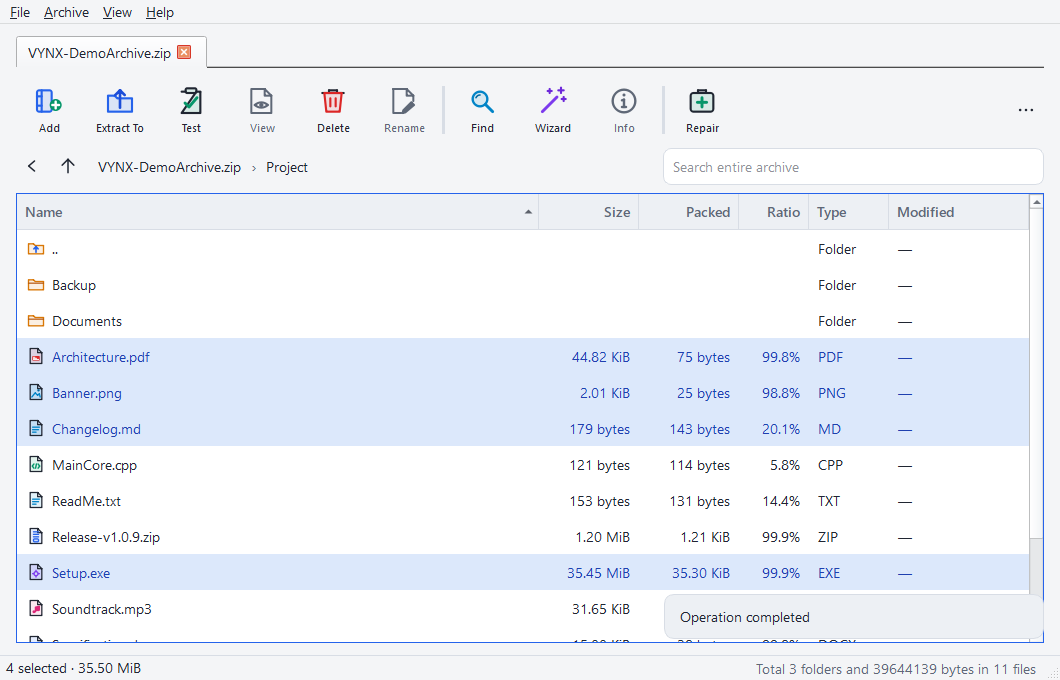 File Archive View Help
VYNX-DemoArchive.zip
Add Extract To Test View Delete Rename Find Wizard Info Repair ...
VYNX-DemoArchive.zip › Project
Search entire archive
Name Size Packed Ratio Type Modified
.. Folder —
Backup Folder —
Documents Folder —
Architecture.pdf 44.82 KiB 75 bytes 99.8% PDF —
Banner.png 2.01 KiB 25 bytes 98.8% PNG —
Changelog.md 179 bytes 143 bytes 20.1% MD —
MainCore.cpp 121 bytes 114 bytes 5.8% CPP —
ReadMe.txt 153 bytes 131 bytes 14.4% TXT —
Release-v1.0.9.zip 1.20 MiB 1.21 KiB 99.9% ZIP —
Setup.exe 35.45 MiB 35.30 KiB 99.9% EXE —
Soundtrack.mp3 31.65 KiB
Operation completed
4 selected · 35.50 MiB
Total 3 folders and 39644139 bytes in 11 files